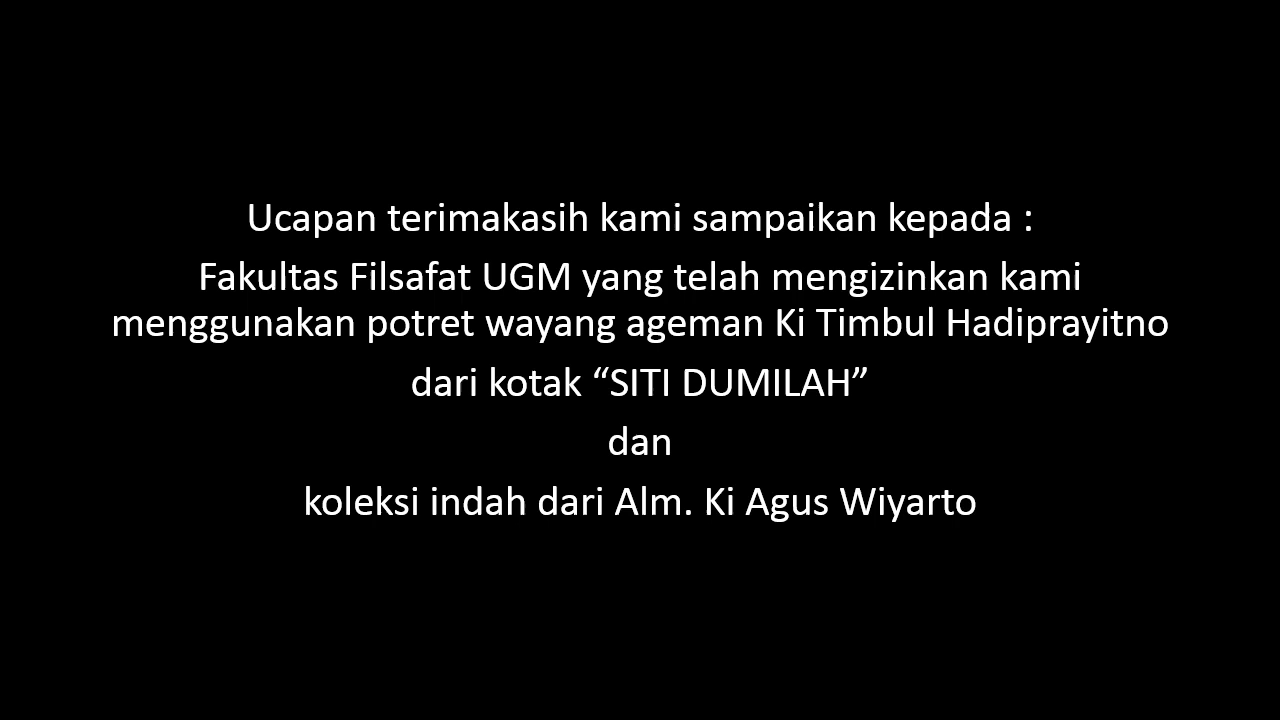 Ucapan terimakasih kami sampaikan kepada :
Fakultas Filsafat UGM yang telah mengizinkan kami
menggunakan potret wayang ageman Ki Timbul Hadiprayitno
dari kotak “SITI DUMILAH”
dan
koleksi indah dari Alm. Ki Agus Wiyarto